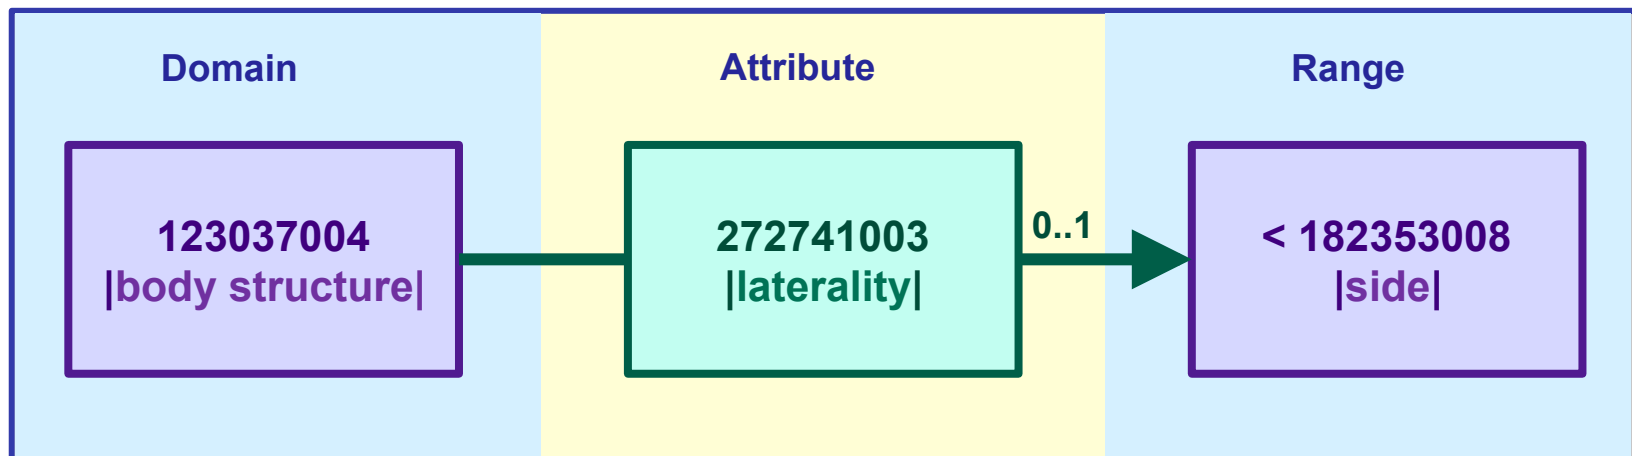 Domain
Attribute
Range
123037004
|body structure|
272741003
|laterality|
0..1
< 182353008
|side|